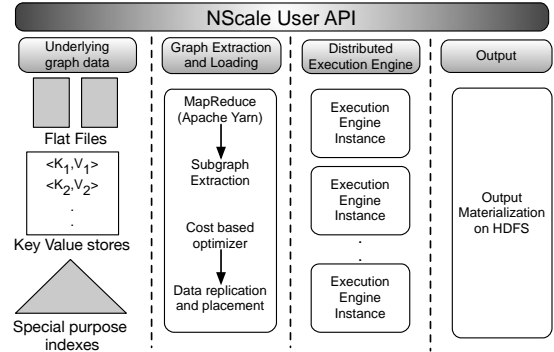 NScale User API
Underlying
graph data
Flat Files
<K1,V1>
<K2,V2>
.
.
Key Value stores
Special purpose
indexes
Graph Extraction
and Loading
MapReduce
(Apache Yarn)
Subgraph
Extraction
Cost based
optimizer
Data replication
and placement
Distributed
Execution Engine
Execution
Engine
Instance
Execution
Engine
Instance
.
.
Execution
Engine
Instance
Output
Output
Materialization
on HDFS